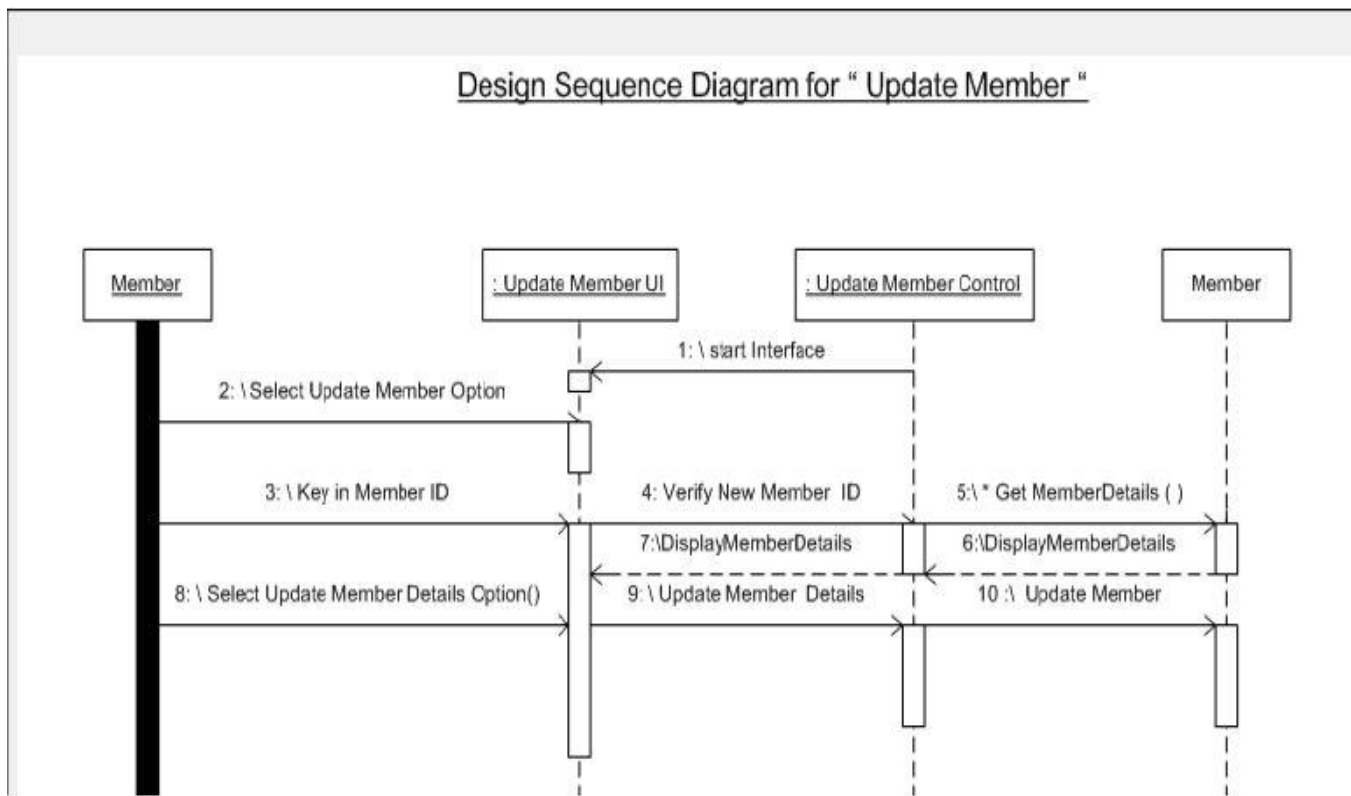 Design Sequence Diagram for “ Update Member “
Member
: Update Member UI
: Update Member Control
Member
1: \ start Interface
2: \ Select Update Member Option
3: \ Key in Member ID
4: Verify New Member ID
5:\ * Get MemberDetails ( )
7:\DisplayMemberDetails
6:\DisplayMemberDetails
8: \ Select Update Member Details Option()
9: \ Update Member Details
10 :\ Update Member